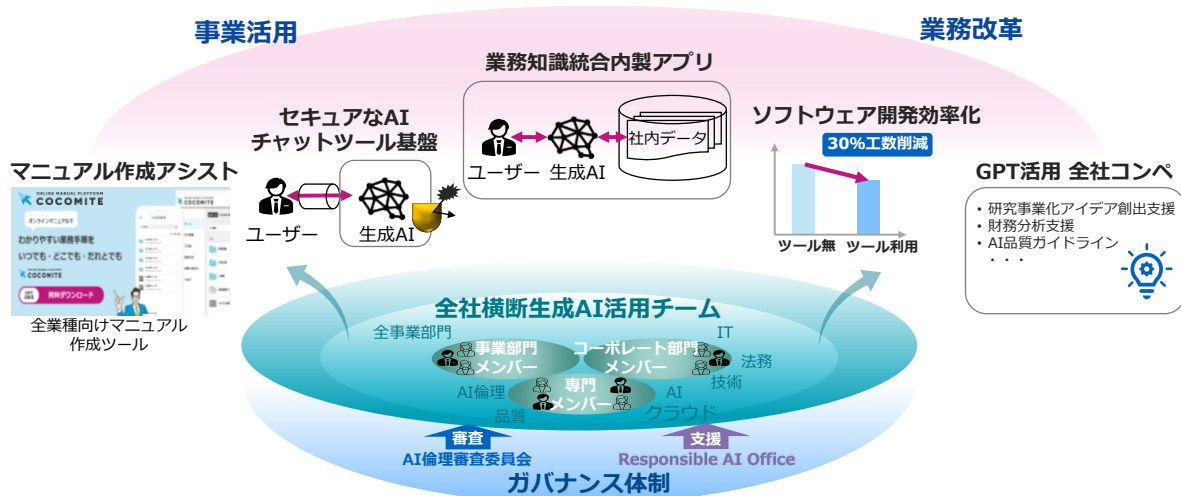 事業活用
業務改革
業務知識統合内製アプリ
ユーザー
生成AI
社内データ
セキュアなAI
チャットツール基盤
ユーザー
生成AI
ソフトウェア開発効率化
30%工数削減
ツール無
ツール利用
マニュアル作成アシスト
ONLINE MANUAL PLATFORM
COCOMITE
オンラインマニュアルで
わかりやすい業務手順を
いつでも・どこでも・だれとでも
ONLINE MANUAL PLATFORM
COCOMITE
資料ダウンロード
全業種向けマニュアル
作成ツール
GPT活用 全社コンペ
・研究事業化アイデア創出支援
・財務分析支援
・AI品質ガイドライン
・・・
全社横断生成AI活用チーム
全事業部門
事業部門
メンバー
コーポレート部門
メンバー
IT
法務
技術
AI倫理
品質
専門
メンバー
AI
クラウド
審査
AI倫理審査委員会
支援
Responsible AI Office
ガバナンス体制